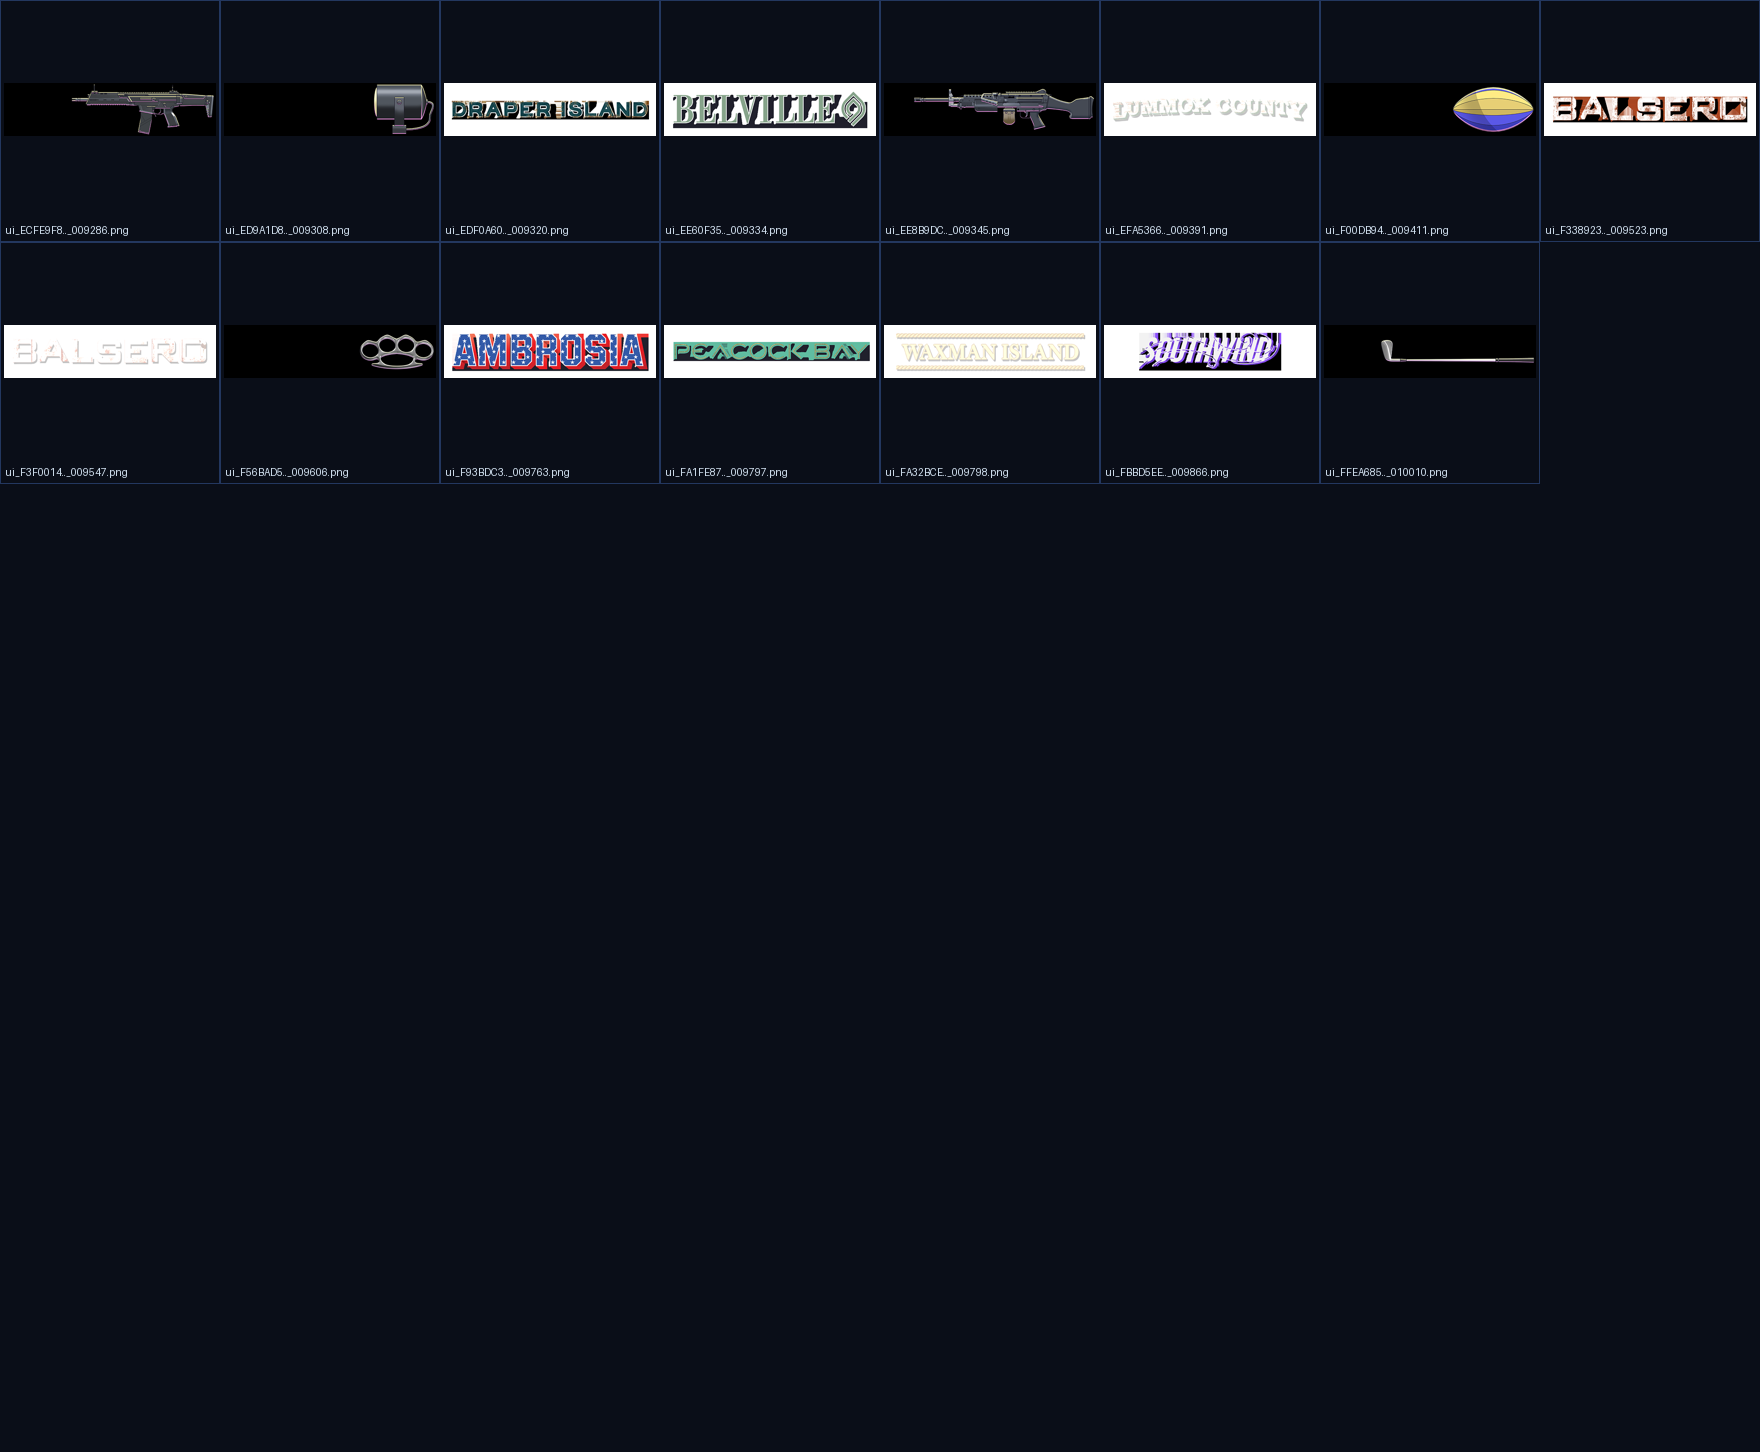 DRAPER ISLAND
BELVILLE
LUMMOK COUNTY
BALSERO
ui_ECFE9F8.._009286.png
ui_ED9A1D8.._009308.png
ui_EDF0A60.._009320.png
ui_EE60F35.._009334.png
ui_EE8B9DC.._009345.png
ui_EFA5366.._009391.png
ui_F00DB94.._009411.png
ui_F338923.._009523.png
BALSERO
AMBROSIA
PEACOCK BAY
WAXMAN ISLAND
SOUTHWIND
ui_F3F0014.._009547.png
ui_F56BAD5.._009606.png
ui_F93BDC3.._009763.png
ui_FA1FE87.._009797.png
ui_FA32BCE.._009798.png
ui_FBBD5EE.._009866.png
ui_FFEA685.._010010.png